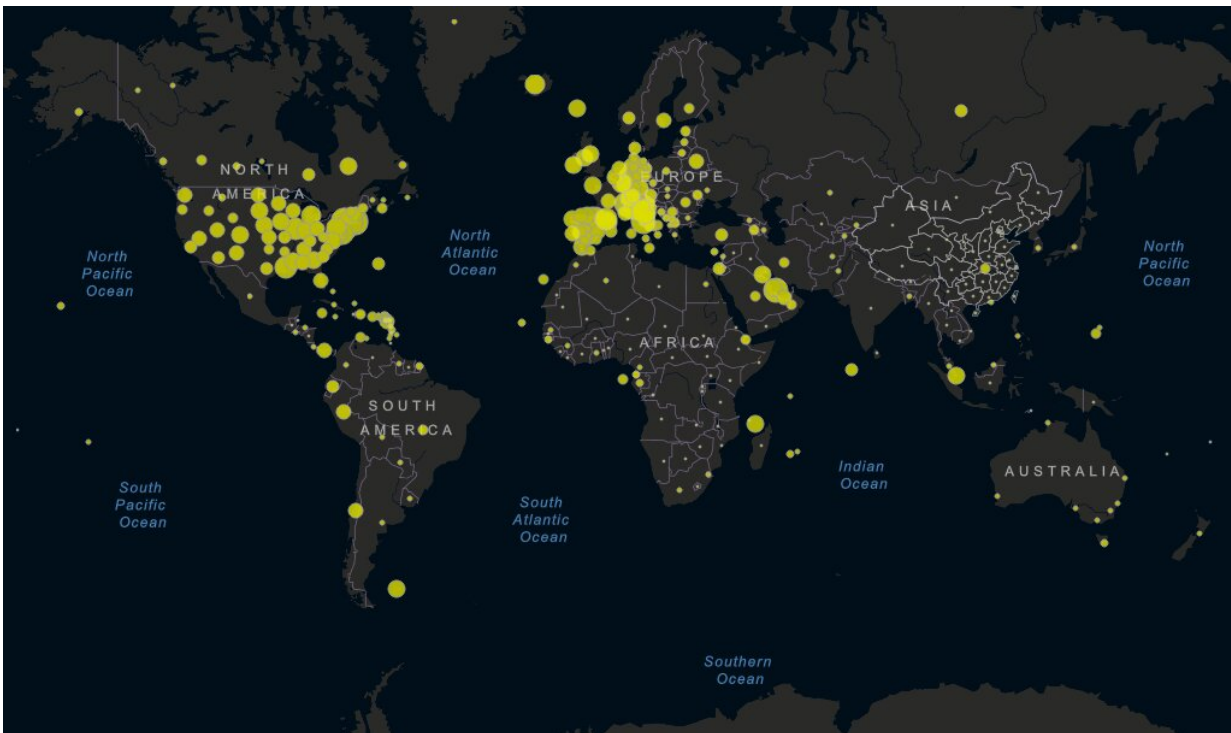 NORTH
AMERICA
EUROPE
ASIA
North
Pacific
Ocean
North
Atlantic
Ocean
North
Pacific
Ocean
AFRICA
SOUTH
AMERICA
Indian
Ocean
AUSTRALIA
South
Pacific
Ocean
South
Atlantic
Ocean
Southern
Ocean